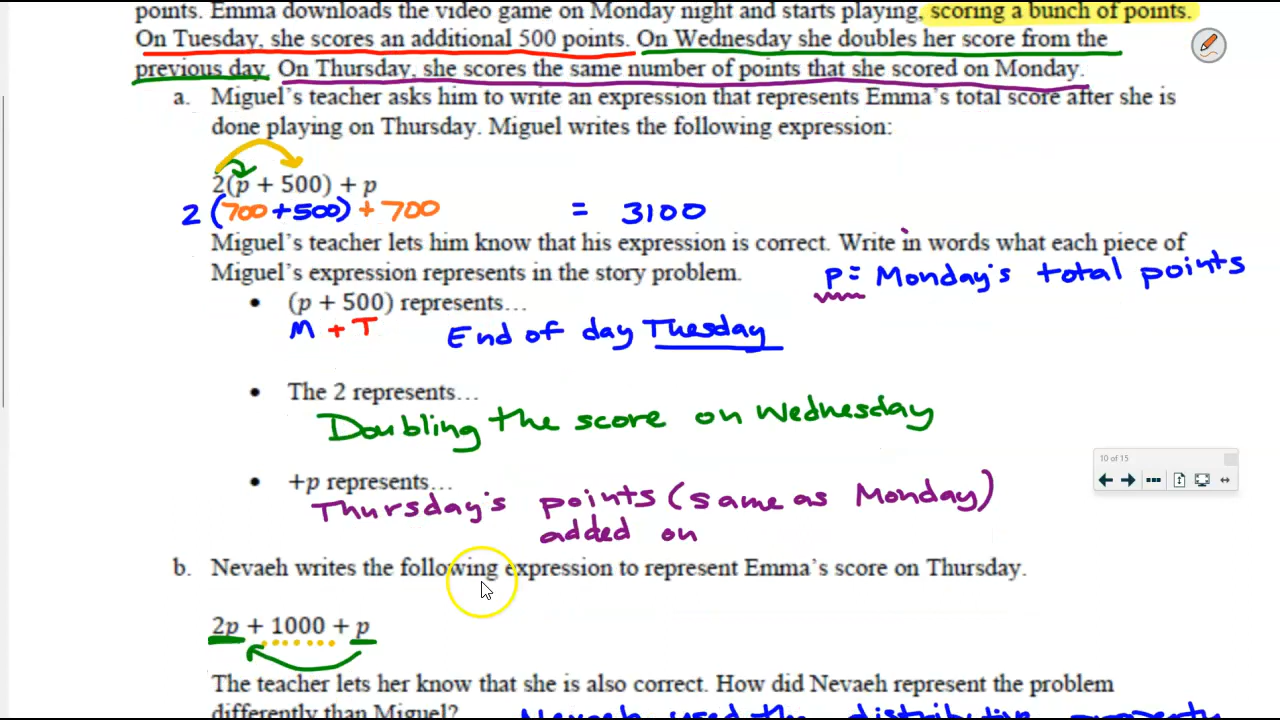 points. Emma downloads the video game on Monday night and starts playing, scoring a bunch of points.
On Tuesday, she scores an additional 500 points. On Wednesday she doubles her score from the
previous day. On Thursday, she scores the same number of points that she scored on Monday.
a. Miguel's teacher asks him to write an expression that represents Emma's total score after she is
done playing on Thursday. Miguel writes the following expression:
2(p + 500) + p
2 (700 +500) + 700 = 3100
Miguel's teacher lets him know that his expression is correct. Write in words what each piece of
Miguel's expression represents in the story problem.
p = Monday's total points
• (p + 500) represents…
M + T End of day Tuesday
• The 2 represents…
Doubling the score on Wednesday
• +p represents…
Thursday's points (same as Monday)
added on
10 of 15
b. Nevaeh writes the following expression to represent Emma's score on Thursday.
2p + 1000 + p
The teacher lets her know that she is also correct. How did Nevaeh represent the problem
differently than Miguel? Nevaeh used the distributive property